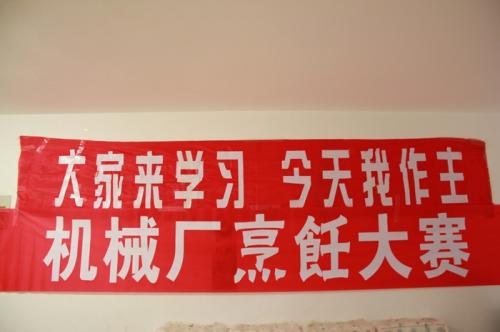 大家来学习 今天我作主
机械厂烹饪大赛